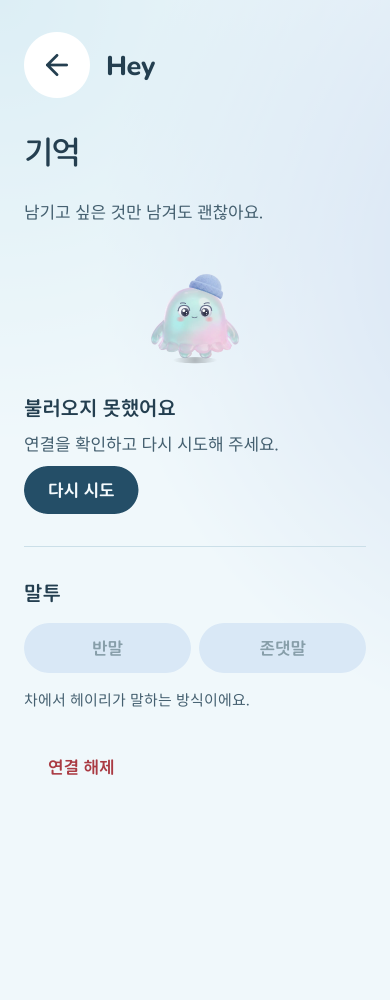 Hey
기억
남기고 싶은 것만 남겨도 괜찮아요.
불러오지 못했어요
연결을 확인하고 다시 시도해 주세요.
다시 시도
말투
반말
존댓말
차에서 헤이리가 말하는 방식이에요.
연결 해제